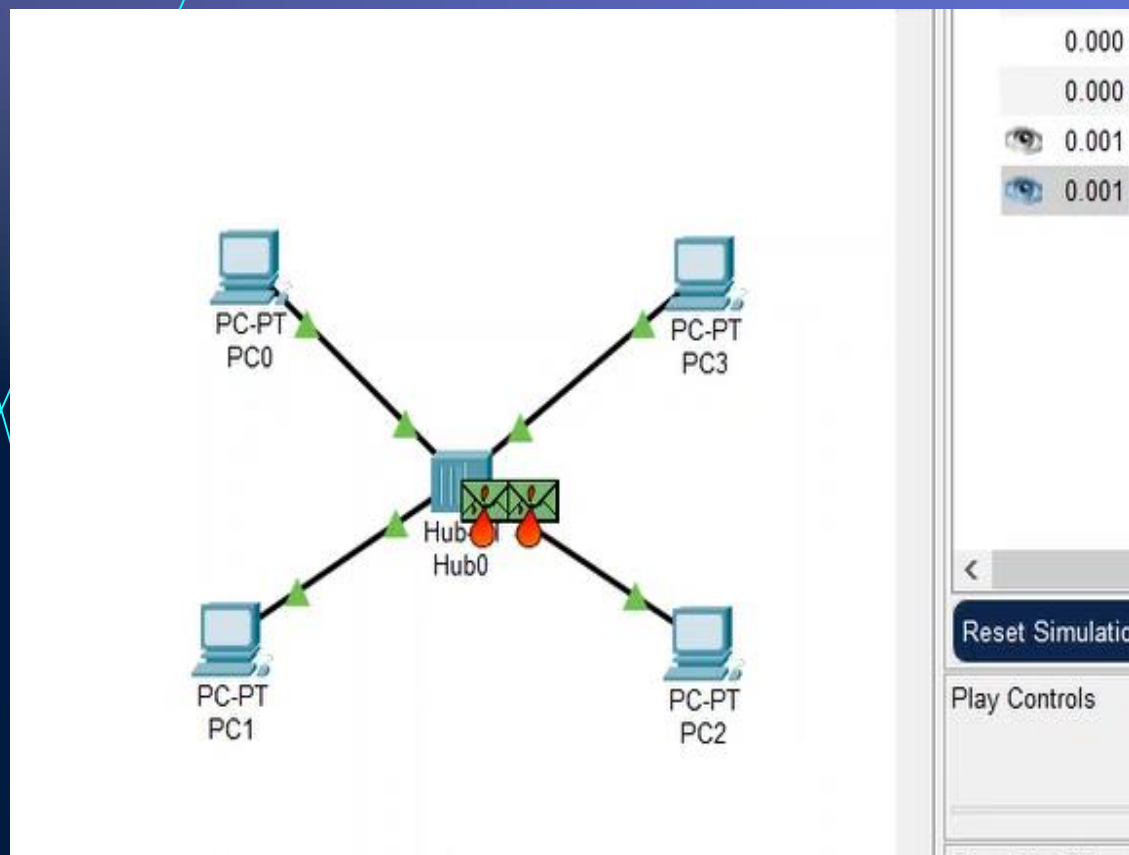 0.000
0.000
0.001
0.001
PC-PT
PC0
PC-PT
PC3
Hub0
PC-PT
PC1
PC-PT
PC2
Reset Simulatio
Play Controls